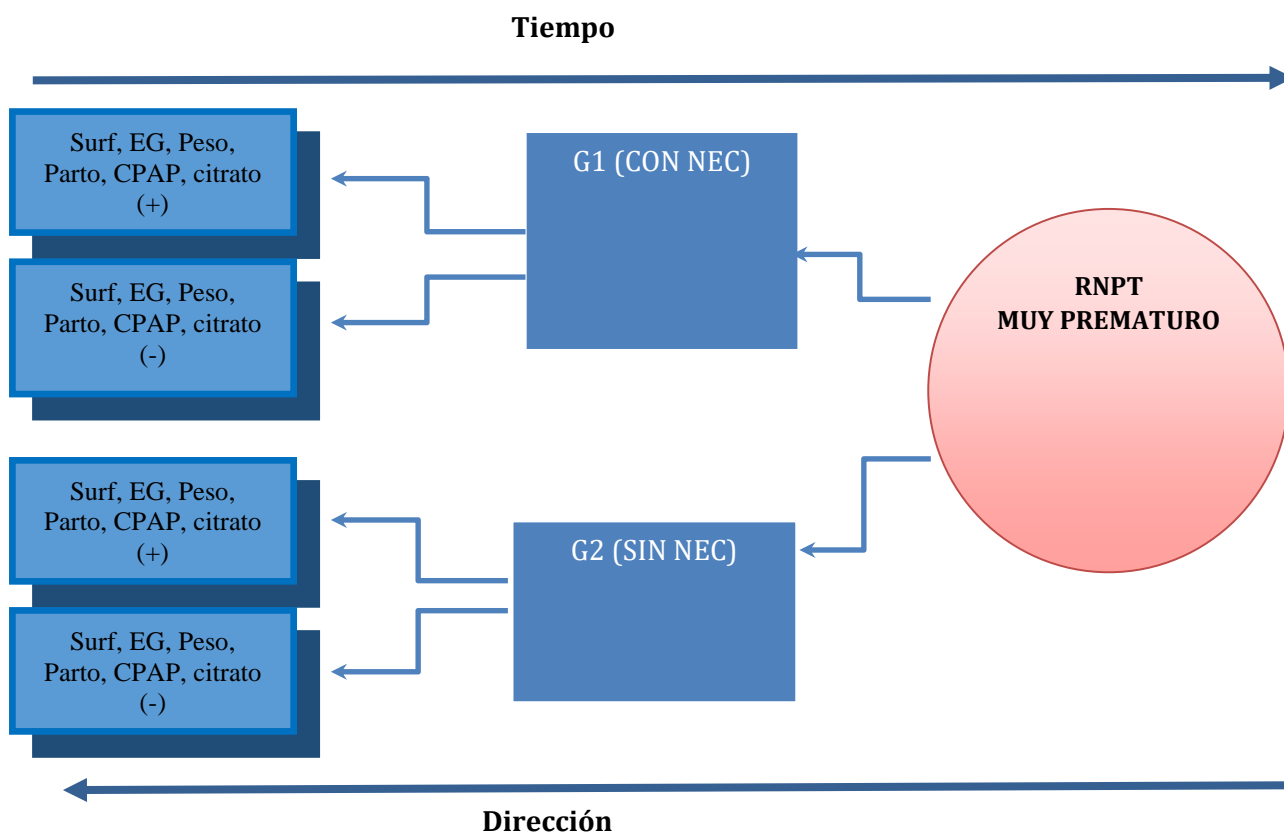 Tiempo
Surf, EG, Peso,
Parto, CPAP, citrato
(+)
Surf, EG, Peso,
Parto, CPAP, citrato
(-)
G1 (CON NEC)
RNPT
MUY PREMATURO
Surf, EG, Peso,
Parto, CPAP, citrato
(+)
Surf, EG, Peso,
Parto, CPAP, citrato
(-)
G2 (SIN NEC)
Dirección